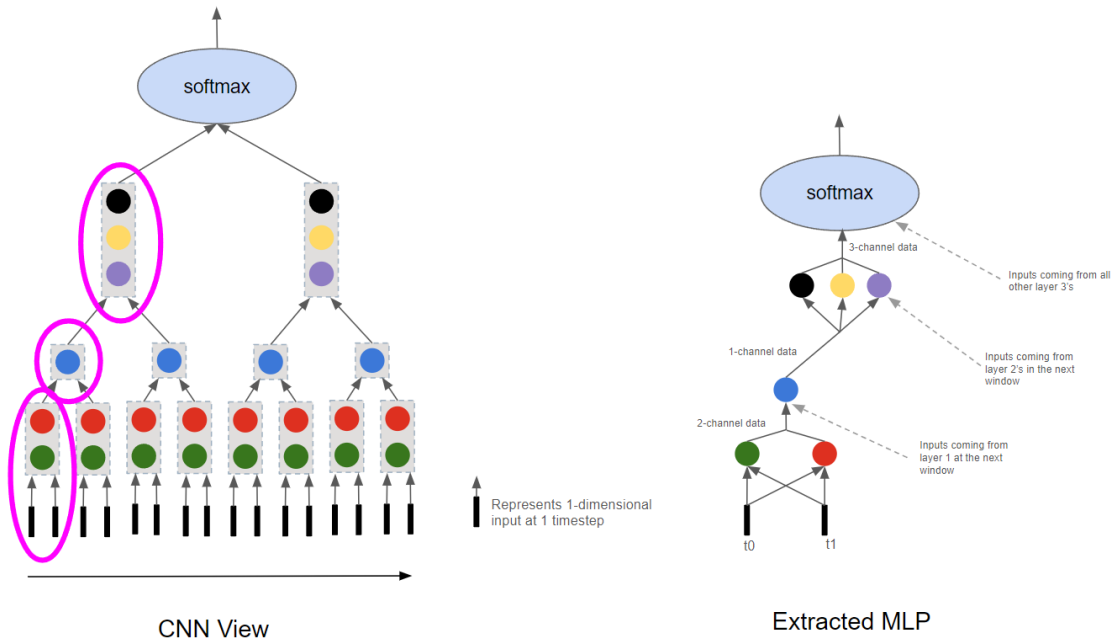 softmax
Represents 1-dimensional
input at 1 timestep
CNN View
softmax
3-channel data
Inputs coming from all
other layer 3's
1-channel data
Inputs coming from
layer 2's in the next
window
2-channel data
Inputs coming from
layer 1 at the next
window
t0
t1
Extracted MLP